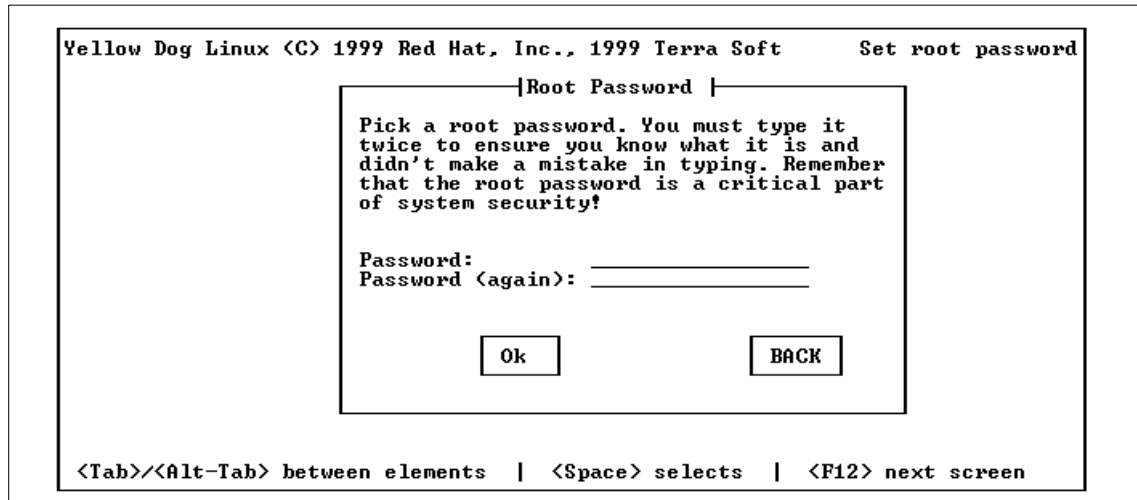 Yellow Dog Linux (C) 1999 Red Hat, Inc., 1999 Terra Soft Set root password
Root Password
Pick a root password. You must type it
twice to ensure you know what it is and
didn't make a mistake in typing. Remember
that the root password is a critical part
of system security!
Password:
Password (again):
Ok BACK
<Tab>/<Alt-Tab> between elements | <Space> selects | <F12> next screen